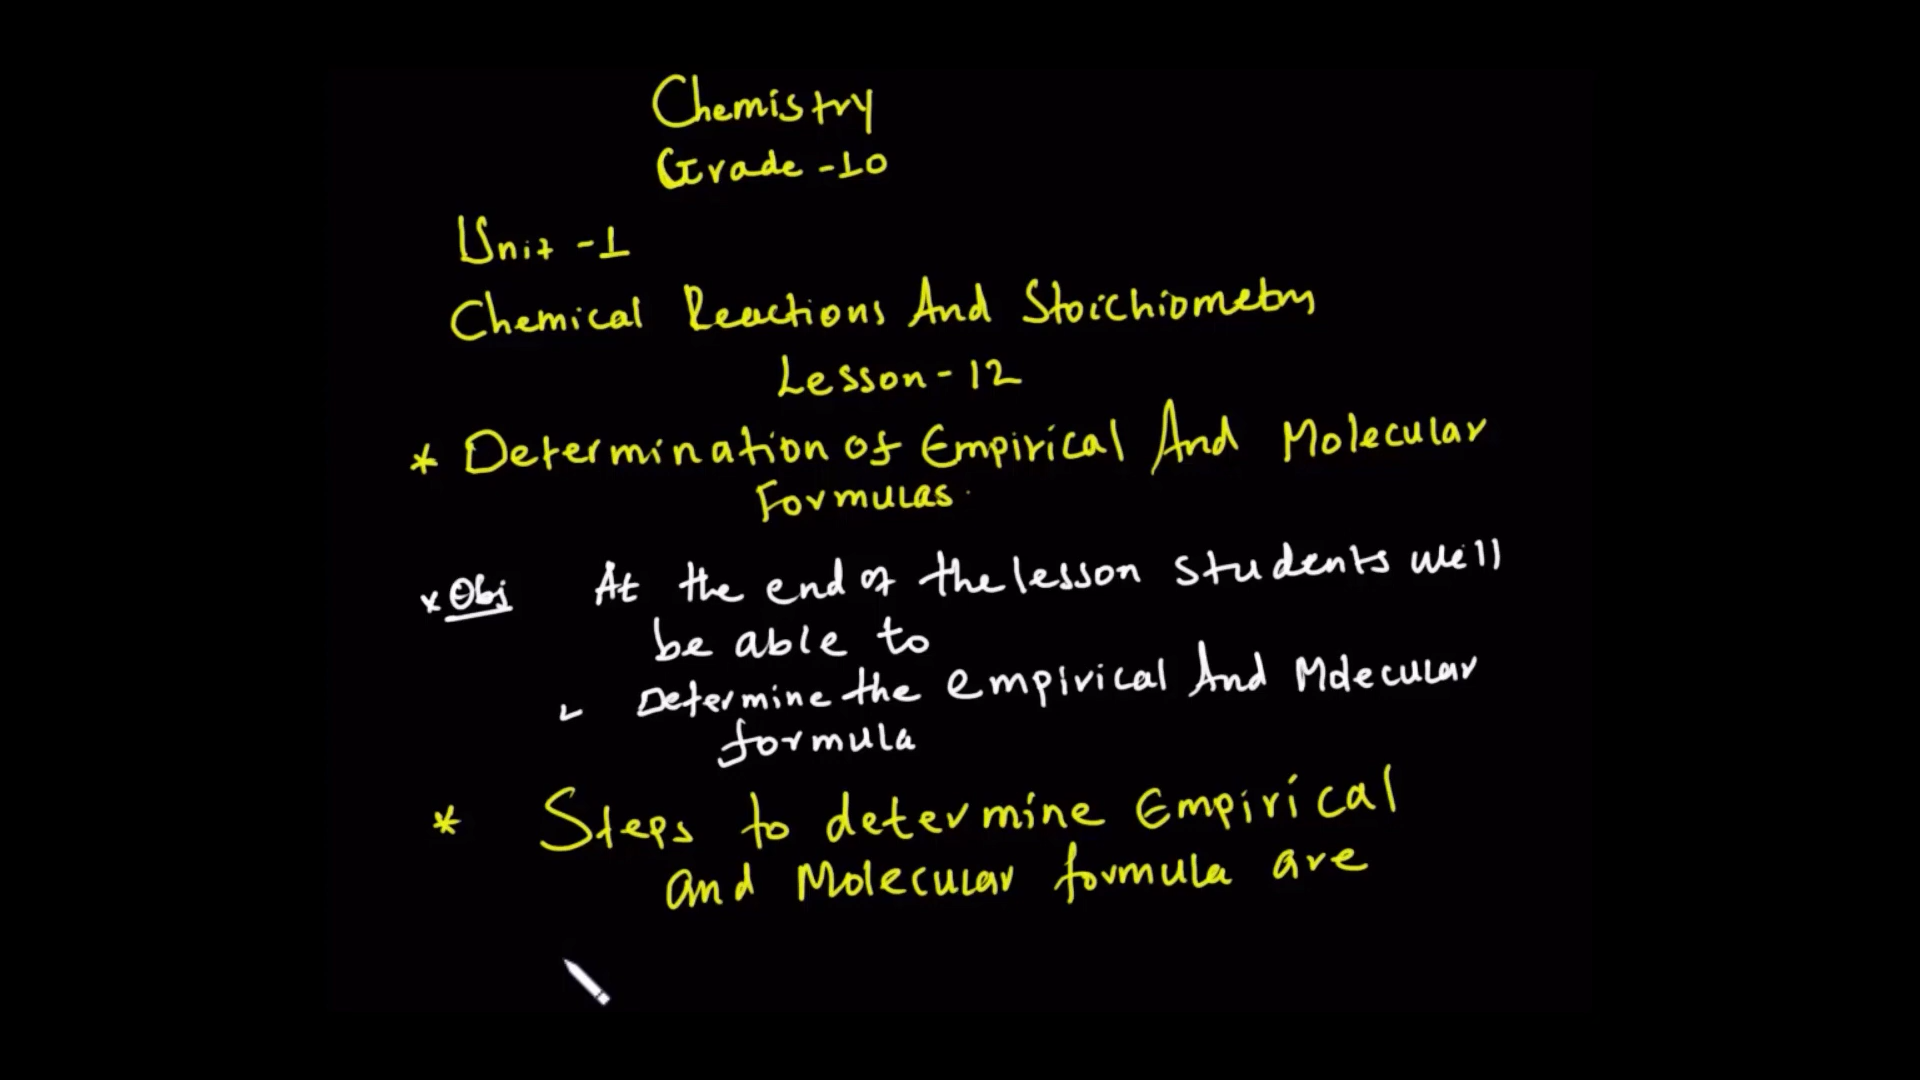 Chemistry
Grade -10
Unit -1
Chemical Reactions And Stoichiometry
Lesson - 12
* Determination of Empirical And Molecular
Formulas.
* Obj At the end of the lesson students will
be able to
Determine the empirical And Molecular
formula
* Steps to determine Empirical
and Molecular formula are